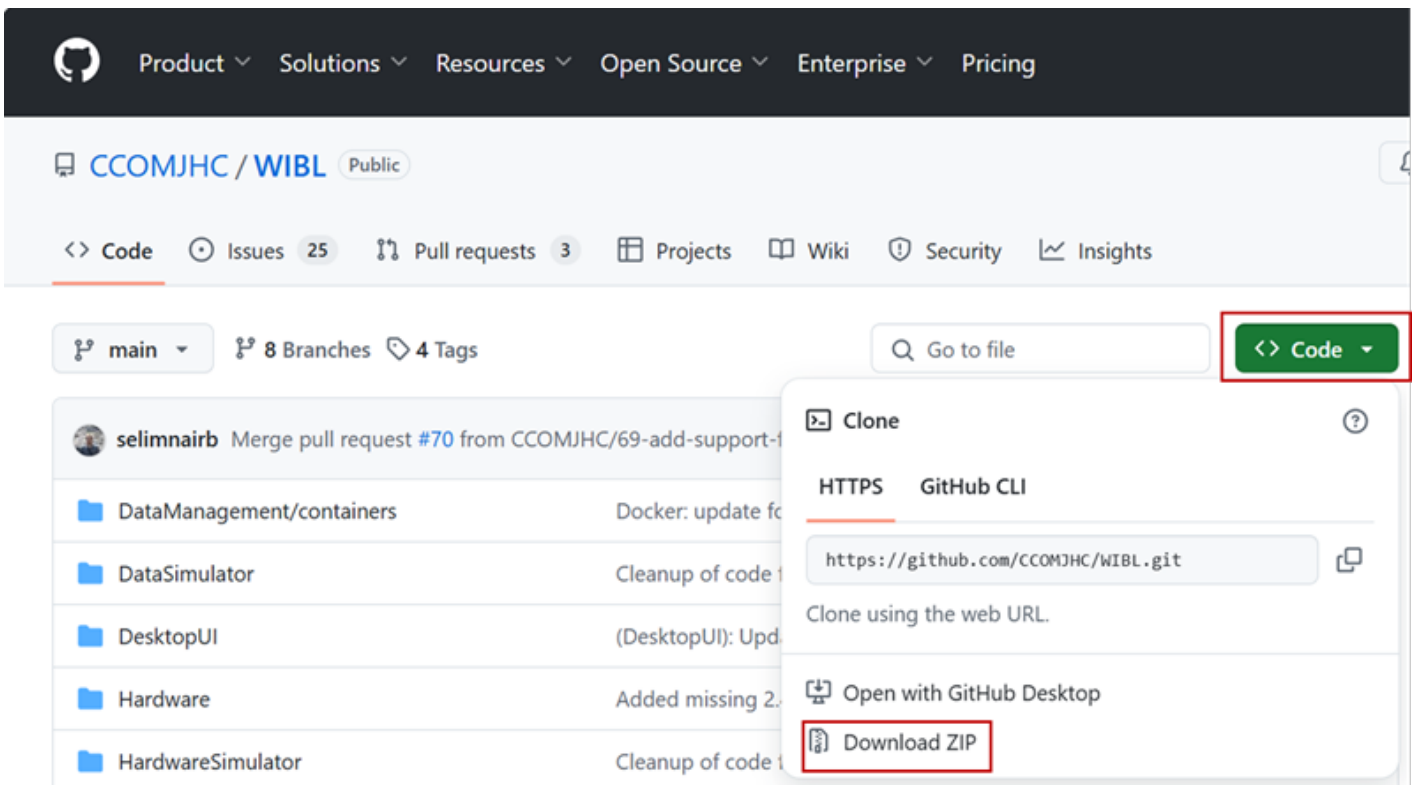 Product Solutions Resources Open Source Enterprise Pricing
CCOMJHC / WIBL Public
Code Issues 25 Pull requests 3 Projects Wiki Security Insights
main 8 Branches 4 Tags Go to file Code
selimnairb Merge pull request #70 from CCOMJHC/69-add-support-
Clone
HTTPS GitHub CLI
DataManagement/containers Docker: update
https://github.com/CCOMJHC/WIBL.git
DataSimulator Cleanup of code
Clone using the web URL.
DesktopUI (DesktopUI):
Open with GitHub Desktop
Hardware Added missing 2.
Download ZIP
HardwareSimulator Cleanup of code